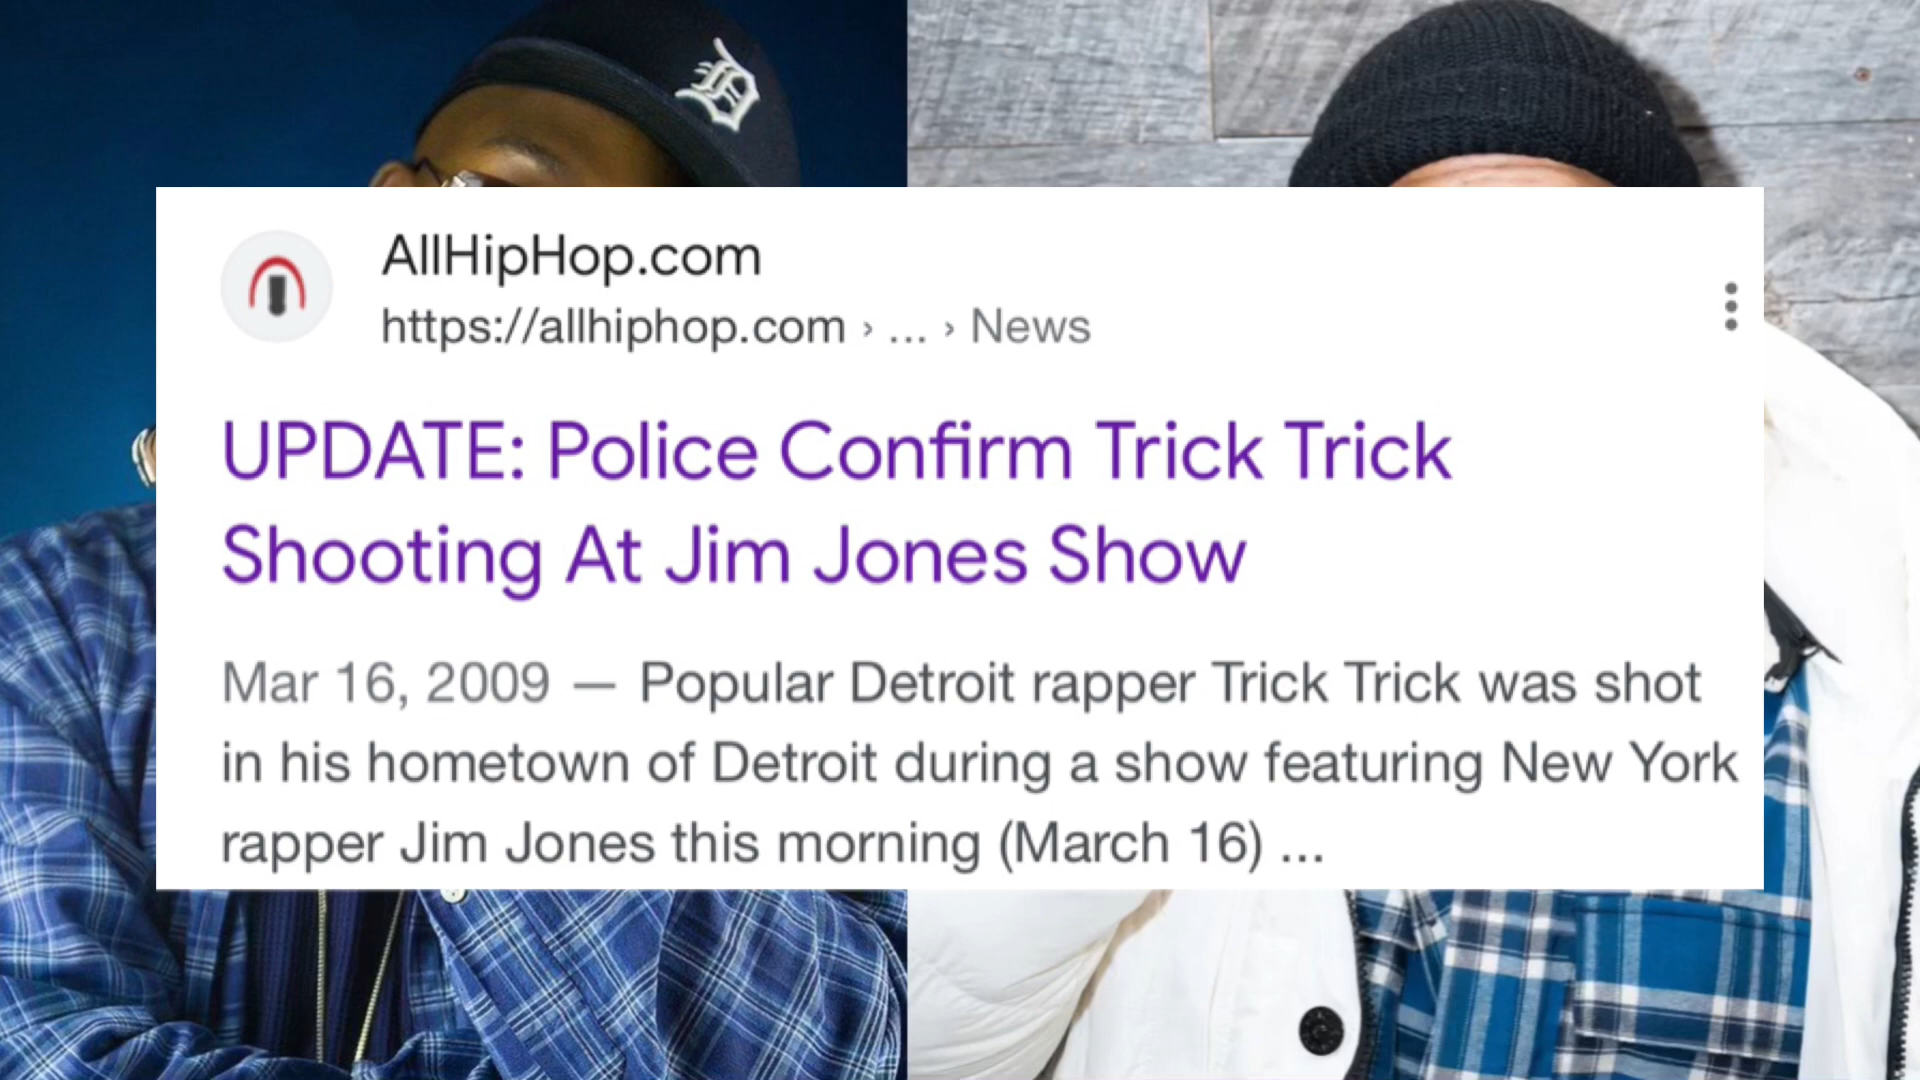 AllHipHop.com
https://allhiphop.com › ... › News
UPDATE: Police Confirm Trick Trick
Shooting At Jim Jones Show
Mar 16, 2009 — Popular Detroit rapper Trick Trick was shot
in his hometown of Detroit during a show featuring New York
rapper Jim Jones this morning (March 16) ...